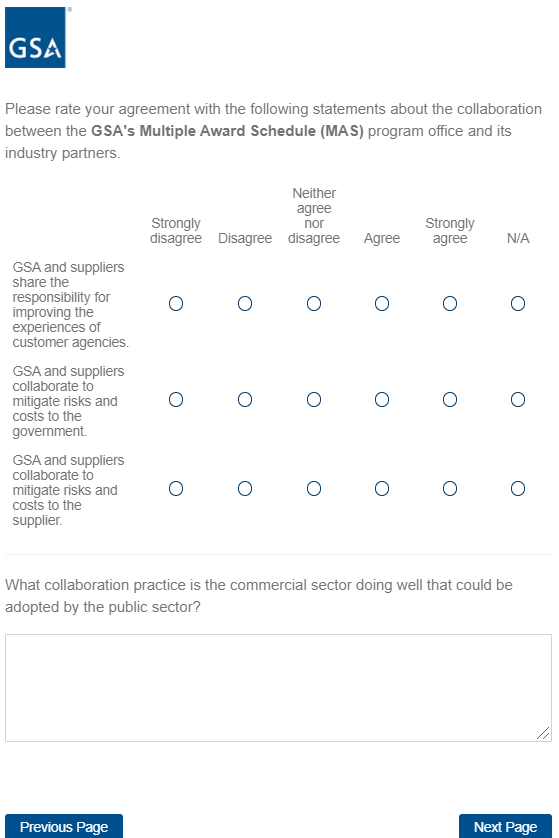 GSA
Please rate your agreement with the following statements about the collaboration
between the GSA's Multiple Award Schedule (MAS) program office and its
industry partners.
Strongly disagree
Disagree
Neither agree nor disagree
Agree
Strongly agree
N/A
GSA and suppliers
share the
responsibility for
improving the
experiences of
customer agencies.
GSA and suppliers
collaborate to
mitigate risks and
costs to the
government.
GSA and suppliers
collaborate to
mitigate risks and
costs to the
supplier.
What collaboration practice is the commercial sector doing well that could be
adopted by the public sector?
Previous Page
Next Page